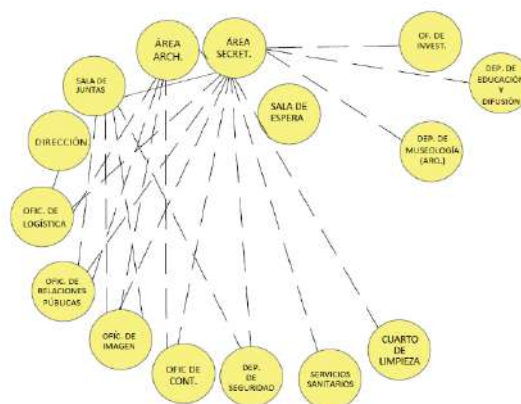 ÁREA
ARCH.
ÁREA
SECRET.
OF. DE
INVEST.
SALA DE
JUNTAS
DEP. DE
EDUCACIÓN
Y
DIFUSIÓN
SALA DE
ESPERA
DIRECCIÓN
DEP. DE
MUSEOLOGÍA
(ARQ.)
OFIC. DE
LOGÍSTICA
OFIC. DE
RELACIONES
PÚBLICAS
OFÍC. DE
IMAGEN
OFIC DE
CONT.
DEP.
DE
SEGURIDAD
SERVICIOS
SANITARIOS
CUARTO
DE
LIMPIEZA